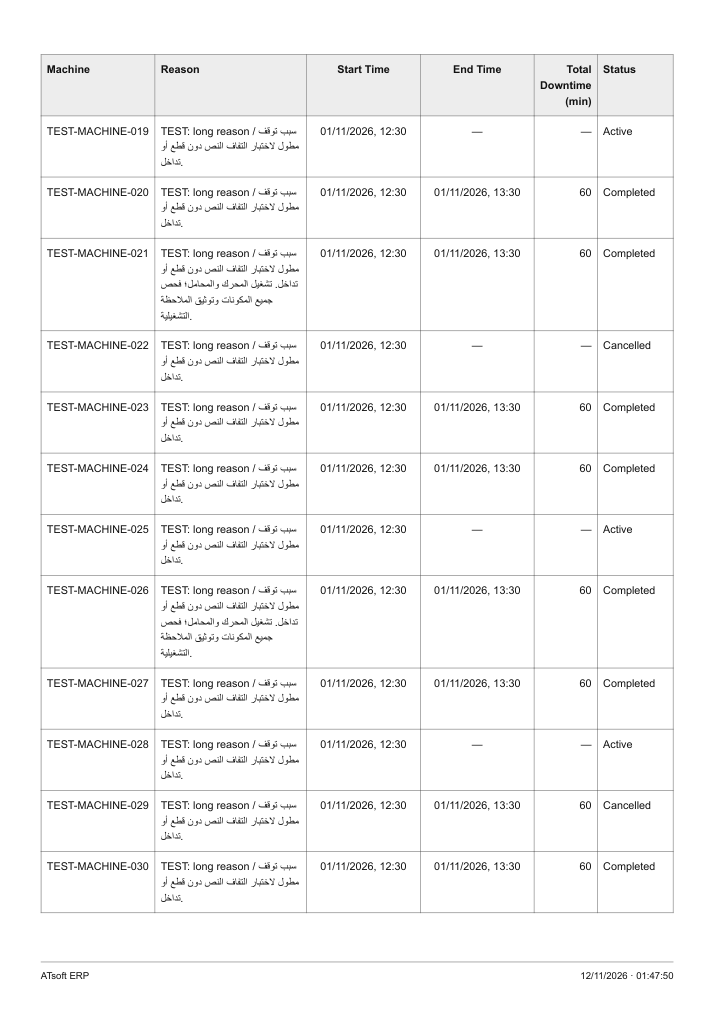 Machine Reason Start Time End Time Total Downtime (min) Status
TEST-MACHINE-019 TEST: long reason / سبب توقف 01/11/2026, 12:30 — — Active
مطول لاختبار التفاف النص دون قطع أو
تداخل.
TEST-MACHINE-020 TEST: long reason / سبب توقف 01/11/2026, 12:30 01/11/2026, 13:30 60 Completed
مطول لاختبار التفاف النص دون قطع أو
تداخل.
TEST-MACHINE-021 TEST: long reason / سبب توقف 01/11/2026, 12:30 01/11/2026, 13:30 60 Completed
مطول لاختبار التفاف النص دون قطع أو
تداخل. تشغيل المحرك والمحامل؛ فحص
جميع المكونات وتوثيق الملاحظة
التشغيلية.
TEST-MACHINE-022 TEST: long reason / سبب توقف 01/11/2026, 12:30 — — Cancelled
مطول لاختبار التفاف النص دون قطع أو
تداخل.
TEST-MACHINE-023 TEST: long reason / سبب توقف 01/11/2026, 12:30 01/11/2026, 13:30 60 Completed
مطول لاختبار التفاف النص دون قطع أو
تداخل.
TEST-MACHINE-024 TEST: long reason / سبب توقف 01/11/2026, 12:30 01/11/2026, 13:30 60 Completed
مطول لاختبار التفاف النص دون قطع أو
تداخل.
TEST-MACHINE-025 TEST: long reason / سبب توقف 01/11/2026, 12:30 — — Active
مطول لاختبار التفاف النص دون قطع أو
تداخل.
TEST-MACHINE-026 TEST: long reason / سبب توقف 01/11/2026, 12:30 01/11/2026, 13:30 60 Completed
مطول لاختبار التفاف النص دون قطع أو
تداخل. تشغيل المحرك والمحامل؛ فحص
جميع المكونات وتوثيق الملاحظة
التشغيلية.
TEST-MACHINE-027 TEST: long reason / سبب توقف 01/11/2026, 12:30 01/11/2026, 13:30 60 Completed
مطول لاختبار التفاف النص دون قطع أو
تداخل.
TEST-MACHINE-028 TEST: long reason / سبب توقف 01/11/2026, 12:30 — — Active
مطول لاختبار التفاف النص دون قطع أو
تداخل.
TEST-MACHINE-029 TEST: long reason / سبب توقف 01/11/2026, 12:30 01/11/2026, 13:30 60 Cancelled
مطول لاختبار التفاف النص دون قطع أو
تداخل.
TEST-MACHINE-030 TEST: long reason / سبب توقف 01/11/2026, 12:30 01/11/2026, 13:30 60 Completed
مطول لاختبار التفاف النص دون قطع أو
تداخل.
ATsoft ERP 12/11/2026 · 01:47:50